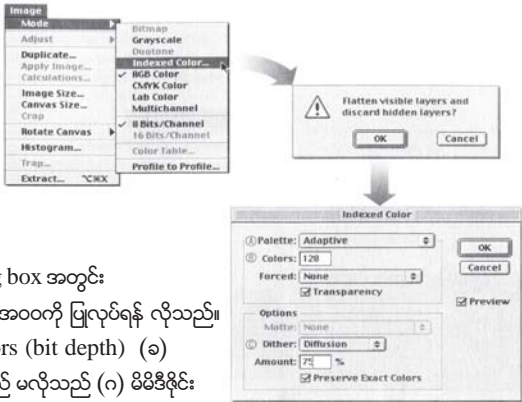 Image
Mode
Adjust
Duplicate...
Apply Image...
Calculations...
Image Size...
Canvas Size...
Crop
Rotate Canvas
Histogram...
Trap...
Extract... ⌥⌘X
Bitmap
Grayscale
Duotone
Indexed Color...
✓ RGB Color
CMYK Color
Lab Color
Multichannel
✓ 8 Bits/Channel
16 Bits/Channel
Color Table...
Profile to Profile...
Flatten visible layers and
discard hidden layers?
OK Cancel
Indexed Color
Ⓐ Palette: Adaptive
Ⓑ Colors: 128
Forced: None
Transparency
Options
Matte: None
Ⓒ Dither: Diffusion
Amount: 75 %
Preserve Exact Colors
OK
Cancel
Preview
box အတွင်း
အဝဝကို ပြုလုပ်ရန် လိုသည်။
(bit depth) (ခ)
မလိုသည် (ဂ) မိမိဒီဇိုင်း